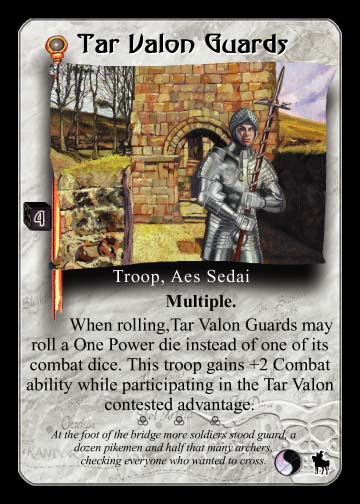 Tar Valon Guards
4
Troop, Aes Sedai
Multiple.
When rolling,Tar Valon Guards may
roll a One Power die instead of one of its
combat dice. This troop gains +2 Combat
ability while participating in the Tar Valon
contested advantage.
At the foot of the bridge more soldiers stood guard, a
dozen pikemen and half that many archers,
checking everyone who wanted to cross.